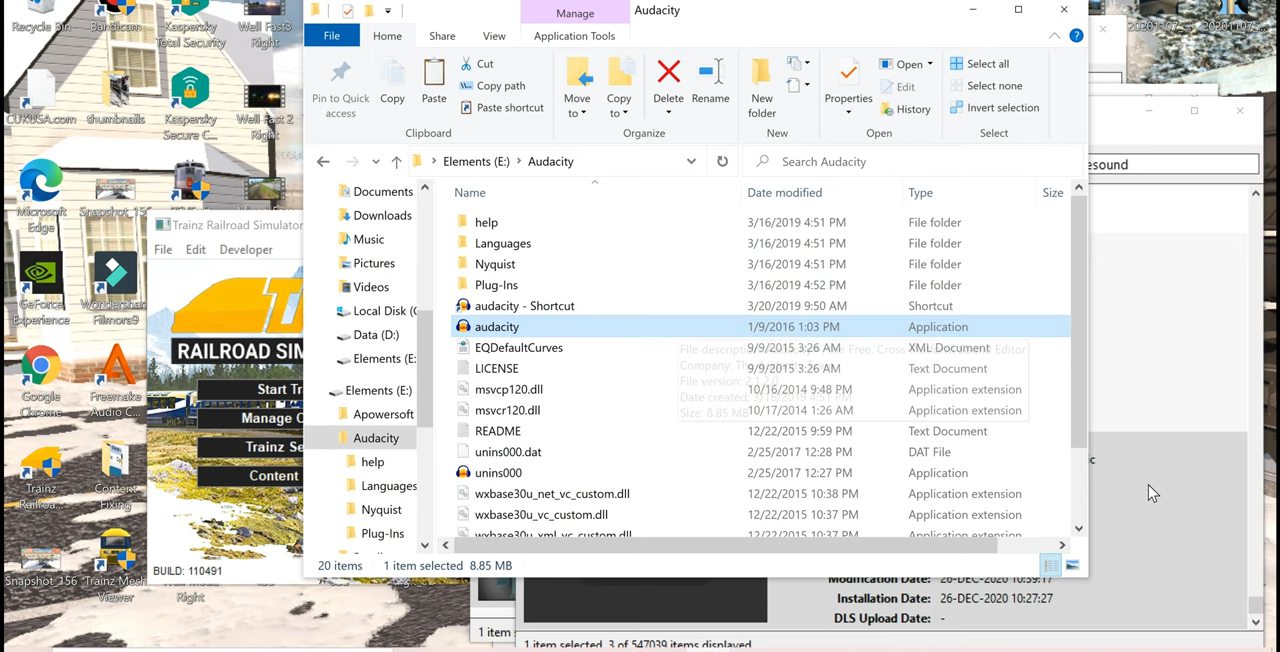 Manage
Audacity
File
Home
Share
View
Application Tools
Pin to Quick access
Copy
Paste
Cut
Copy path
Paste shortcut
Clipboard
Move to
Copy to
Delete
Rename
Organize
New folder
New
Properties
Open
Edit
History
Open
Select all
Select none
Invert selection
Select
Elements (E:)
Audacity
Search Audacity
Documents
Downloads
Music
Pictures
Videos
Local Disk (
Data (D:)
Elements (E:
Elements (E:)
Apowersoft
Audacity
help
Languages
Nyquist
Plug-Ins
Name Date modified Type Size
help 3/16/2019 4:51 PM File folder
Languages 3/16/2019 4:51 PM File folder
Nyquist 3/16/2019 4:51 PM File folder
Plug-Ins 3/16/2019 4:52 PM File folder
audacity - Shortcut 3/20/2019 9:50 AM Shortcut
audacity 1/9/2016 1:03 PM Application
EQDefaultCurves 9/9/2015 3:26 AM XML Document
LICENSE 9/9/2015 3:26 AM Text Document
msvcp120.dll 10/16/2014 9:48 PM Application extension
msvcr120.dll 10/17/2014 1:26 AM Application extension
README 12/22/2015 9:59 PM Text Document
unins000.dat 2/25/2017 12:28 PM DAT File
unins000 2/25/2017 12:27 PM Application
wxbase30u_net_vc_custom.dll 12/22/2015 10:38 PM Application extension
wxbase30u_vc_custom.dll 12/22/2015 10:37 PM Application extension
wxbase30u_xml_vc_custom.dll 12/22/2015 10:37 PM Application extension
20 items
1 item selected 8.85 MB
Recycle Bin
Bandicam
Kaspersky Total Security
Well Fast3 Right
CUKUSA.com
thumbnails
Kaspersky Secure C...
Well Fast 2 Right
Microsoft Edge
GeForce Experience
Wondershare Filmora9
Google Chrome
Freemake Audio C...
Trainz Railroa...
Content Fixing
Snapshot_156
Trainz Mesh Viewer
Right
Trainz Railroad Simulator
File
Edit
Developer
RAILROAD SIM
Start Tr
Manage C
Trainz Se
Content
BUILD: 110491
esound
c
Modification Date: 26-DEC-2020 10:39:17
Installation Date: 26-DEC-2020 10:27:27
DLS Upload Date: -
1 item
1 item selected, 3 of 547039 items displayed